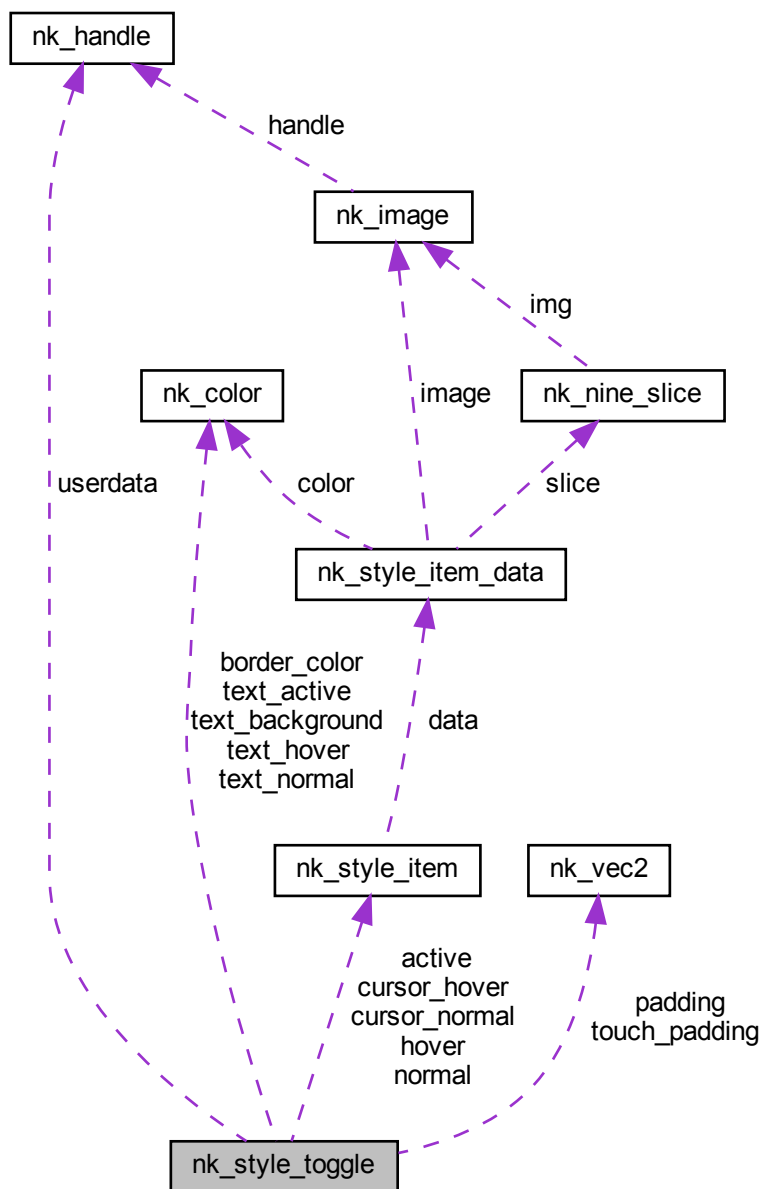 nk_handle
handle
nk_image
img
nk_color
image
nk_nine_slice
userdata
color
slice
nk_style_item_data
border_color
text_active
text_background
text_hover
text_normal
data
nk_style_item
nk_vec2
active
cursor_hover
cursor_normal
hover
normal
padding
touch_padding
nk_style_toggle